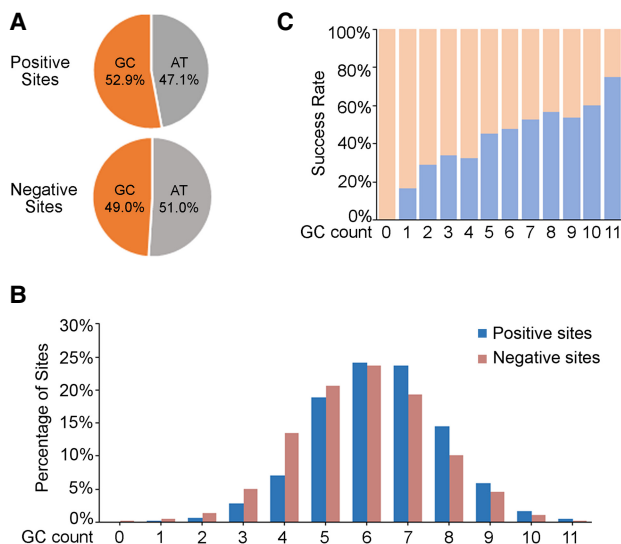 A
Positive
Sites
GC
52.9%
AT
47.1%
Negative
Sites
GC
49.0%
AT
51.0%
C
Success Rate
100%
80%
60%
40%
20%
0%
GC count 0 1 2 3 4 5 6 7 8 9 10 11
B
Percentage of Sites
30%
25%
20%
15%
10%
5%
0%
Positive sites
Negative sites
GC count 0 1 2 3 4 5 6 7 8 9 10 11